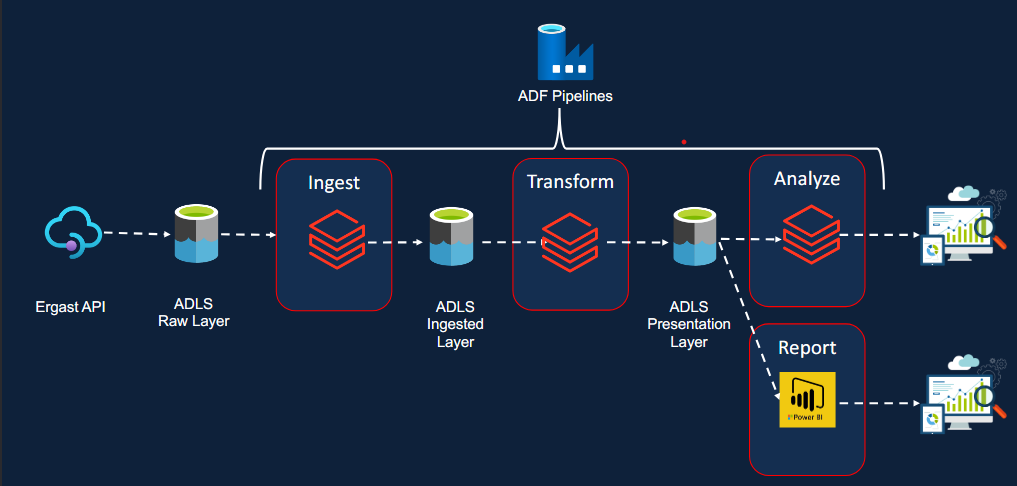 ADF Pipelines
Ingest
Transform
Analyze
Ergast API
ADLS
Raw Layer
ADLS
Ingested
Layer
ADLS
Presentation
Layer
Report
Power BI